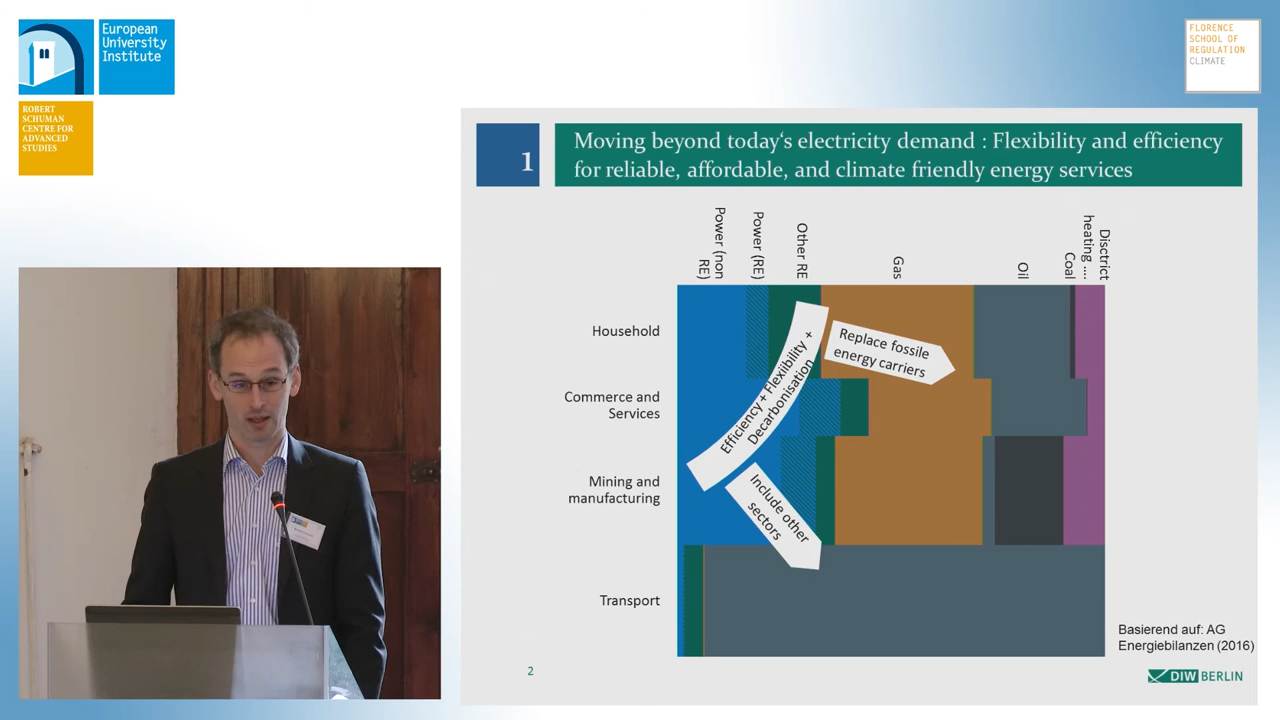 European
University
Institute
ROBERT
SCHUMAN
CENTRE FOR
ADVANCED
STUDIES
FLORENCE
SCHOOL OF
REGULATION
CLIMATE
1
Moving beyond today's electricity demand : Flexibility and efficiency
for reliable, affordable, and climate friendly energy services
Power (non
RE)
Power (RE)
Other RE
Gas
Oil
Coal
Disctrict
heating ....
Household
Commerce and
Services
Mining and
manufacturing
Transport
Efficiency + Flexiibility +
Decarbonisation
Replace fossile
energy carriers
Include other
sectors
Basierend auf: AG
Energiebilanzen (2016)
2
DIW BERLIN